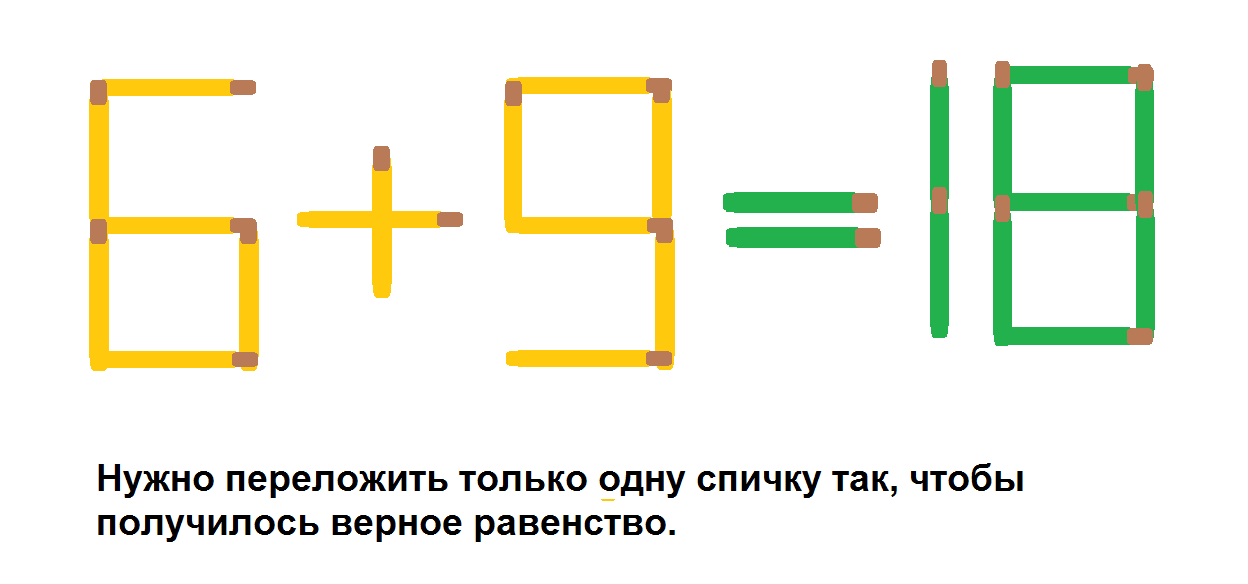 6+9=18
Нужно переложить только одну спичку так, чтобы
получилось верное равенство.